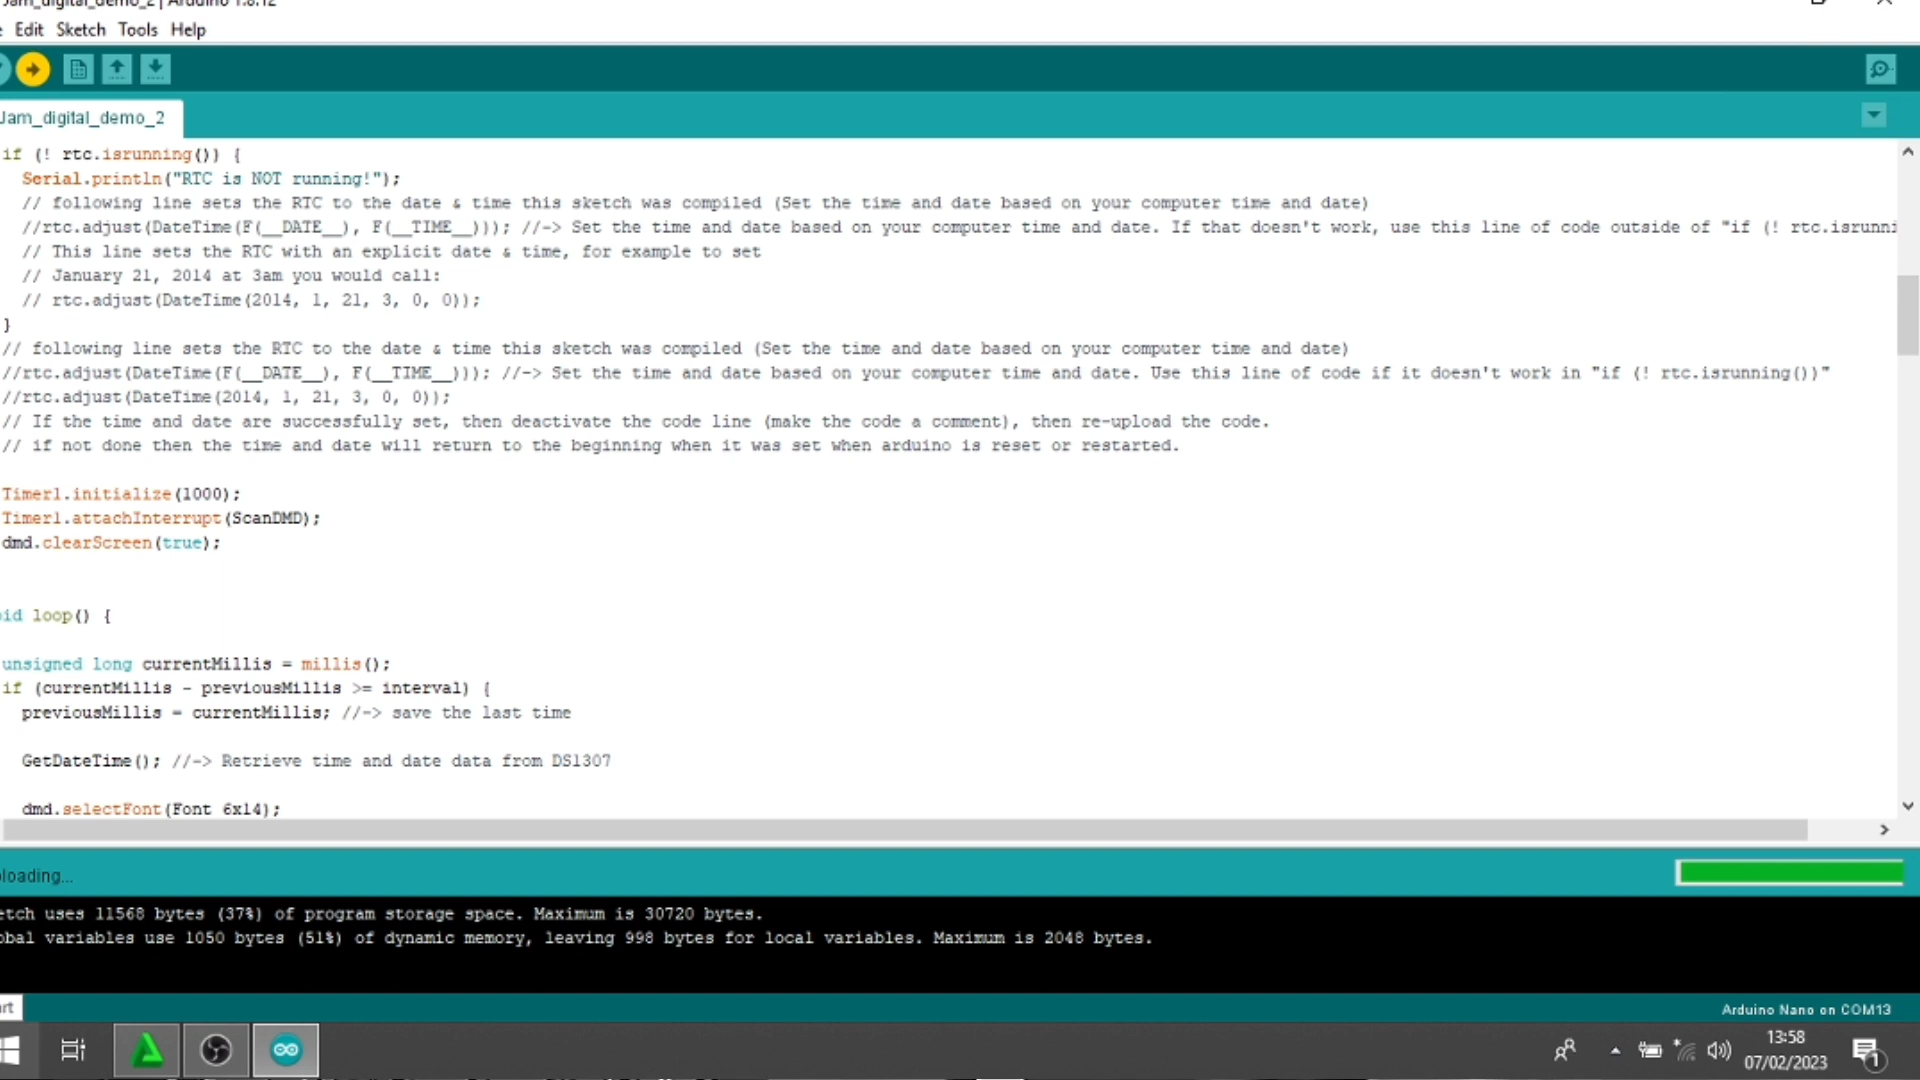 Jam_digital_demo_2 | Arduino 1.8.12
Edit Sketch Tools Help
Jam_digital_demo_2
if (! rtc.isrunning()) {
Serial.println("RTC is NOT running!");
// following line sets the RTC to the date & time this sketch was compiled (Set the time and date based on your computer time and date)
//rtc.adjust(DateTime(F(__DATE__), F(__TIME__))); //-> Set the time and date based on your computer time and date. If that doesn't work, use this line of code outside of "if (! rtc.isrunni
// This line sets the RTC with an explicit date & time, for example to set
// January 21, 2014 at 3am you would call:
// rtc.adjust(DateTime(2014, 1, 21, 3, 0, 0));
}
// following line sets the RTC to the date & time this sketch was compiled (Set the time and date based on your computer time and date)
//rtc.adjust(DateTime(F(__DATE__), F(__TIME__))); //-> Set the time and date based on your computer time and date. Use this line of code if it doesn't work in "if (! rtc.isrunning())"
//rtc.adjust(DateTime(2014, 1, 21, 3, 0, 0));
// If the time and date are successfully set, then deactivate the code line (make the code a comment), then re-upload the code.
// if not done then the time and date will return to the beginning when it was set when arduino is reset or restarted.
Timer1.initialize(1000);
Timer1.attachInterrupt(ScanDMD);
dmd.clearScreen(true);
oid loop() {
unsigned long currentMillis = millis();
if (currentMillis - previousMillis >= interval) {
previousMillis = currentMillis; //-> save the last time
GetDateTime(); //-> Retrieve time and date data from DS1307
dmd.selectFont(Font 6x14);
loading...
etch uses 11568 bytes (37%) of program storage space. Maximum is 30720 bytes.
obal variables use 1050 bytes (51%) of dynamic memory, leaving 998 bytes for local variables. Maximum is 2048 bytes.
art
Arduino Nano on COM13
13:58
07/02/2023
1